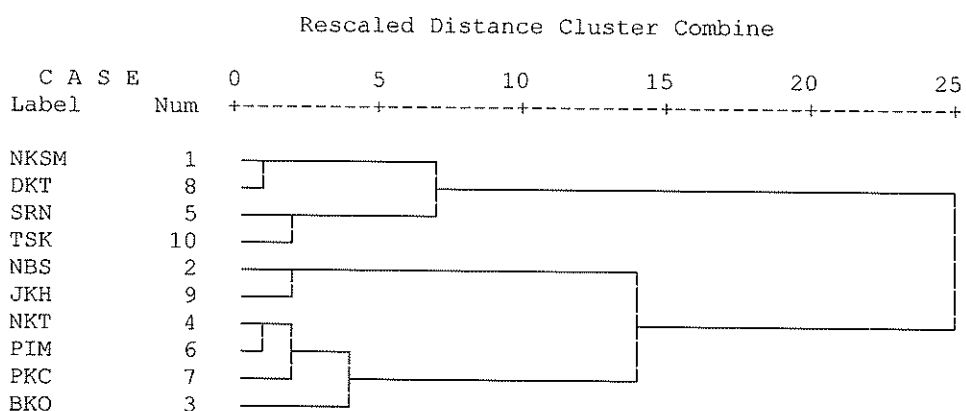 Rescaled Distance Cluster Combine
C A S E 0 5 10 15 20 25
Label Num +---------+---------+---------+---------+---------+
NKSM 1
DKT 8
SRN 5
TSK 10
NBS 2
JKH 9
NKT 4
PIM 6
PKC 7
BKO 3